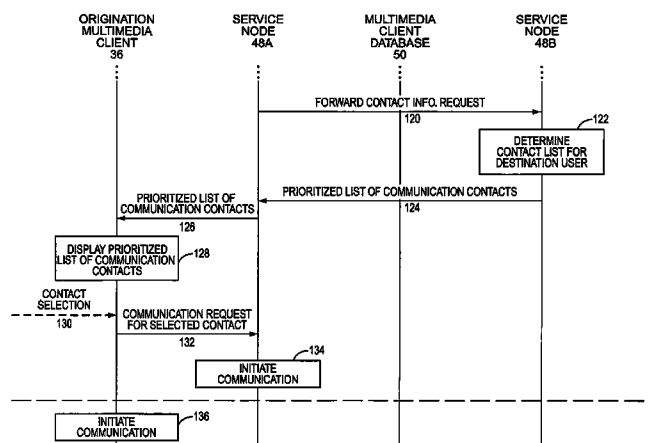 ORIGINATION
MULTIMEDIA
CLIENT
36
SERVICE
NODE
48A
MULTIMEDIA
CLIENT
DATABASE
50
SERVICE
NODE
48B
FORWARD CONTACT INFO. REQUEST
120
122
DETERMINE
CONTACT LIST FOR
DESTINATION USER
PRIORITIZED LIST OF COMMUNICATION CONTACTS
124
PRIORITIZED LIST OF
COMMUNICATION CONTACTS
126
DISPLAY PRIORITIZED
LIST OF COMMUNICATION
CONTACTS
128
CONTACT
SELECTION
130
COMMUNICATION REQUEST
FOR SELECTED CONTACT
132
134
INITIATE
COMMUNICATION
136
INITIATE
COMMUNICATION